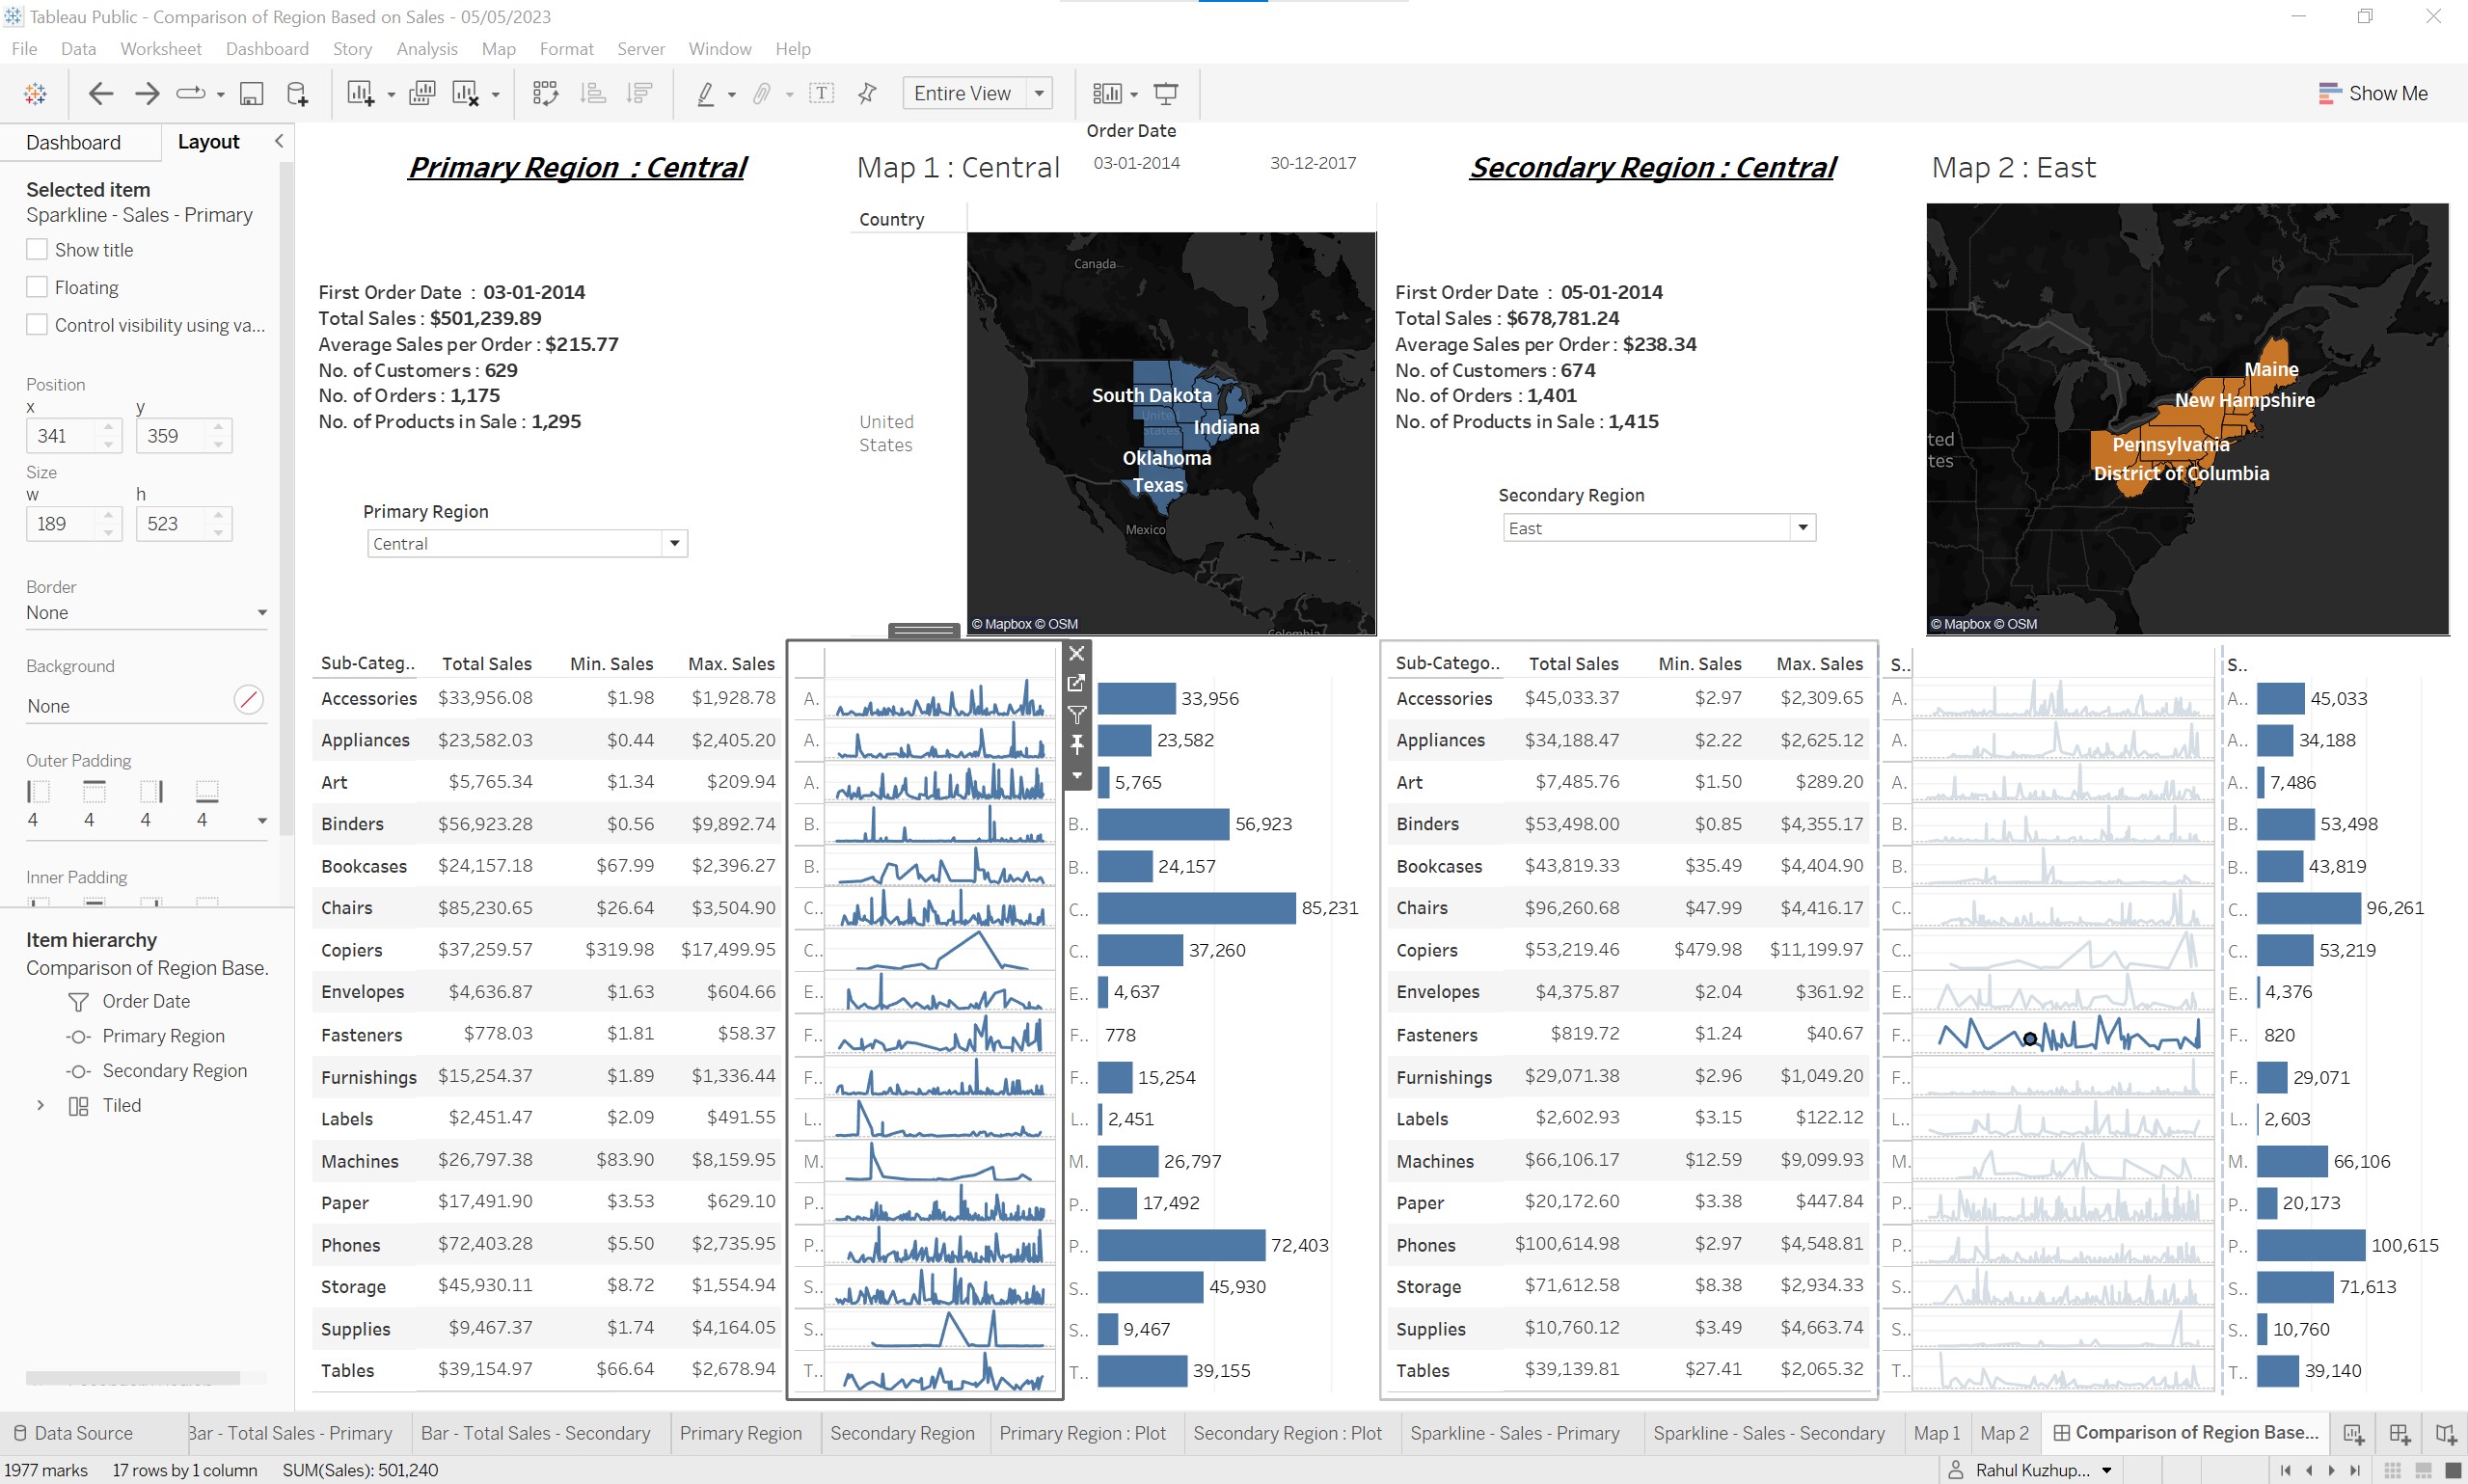 Tableau Public - Comparison of Region Based on Sales - 05/05/2023
File Data Worksheet Dashboard Story Analysis Map Format Server Window Help
Entire View
Show Me
Dashboard
Layout
Selected item
Sparkline - Sales - Primary
Show title
Floating
Control visibility using va...
Position
x y
341 359
Size
w h
189 523
Border
None
Background
None
Outer Padding
4 4 4 4
Inner Padding
Item hierarchy
Comparison of Region Base.
Order Date
Primary Region
Secondary Region
Tiled
Primary Region : Central
First Order Date : 03-01-2014
Total Sales : $501,239.89
Average Sales per Order : $215.77
No. of Customers : 629
No. of Orders : 1,175
No. of Products in Sale : 1,295
Primary Region
Central
Map 1 : Central
Order Date
03-01-2014 30-12-2017
Country
United
States
Canada
South Dakota
United
States
Indiana
Oklahoma
Texas
Mexico
Colombia
© Mapbox © OSM
Secondary Region : Central
First Order Date : 05-01-2014
Total Sales : $678,781.24
Average Sales per Order : $238.34
No. of Customers : 674
No. of Orders : 1,401
No. of Products in Sale : 1,415
Secondary Region
East
Map 2 : East
Maine
New Hampshire
ted
tes
Pennsylvania
District of Columbia
© Mapbox © OSM
Sub-Categ.. Total Sales Min. Sales Max. Sales
Accessories $33,956.08 $1.98 $1,928.78
Appliances $23,582.03 $0.44 $2,405.20
Art $5,765.34 $1.34 $209.94
Binders $56,923.28 $0.56 $9,892.74
Bookcases $24,157.18 $67.99 $2,396.27
Chairs $85,230.65 $26.64 $3,504.90
Copiers $37,259.57 $319.98 $17,499.95
Envelopes $4,636.87 $1.63 $604.66
Fasteners $778.03 $1.81 $58.37
Furnishings $15,254.37 $1.89 $1,336.44
Labels $2,451.47 $2.09 $491.55
Machines $26,797.38 $83.90 $8,159.95
Paper $17,491.90 $3.53 $629.10
Phones $72,403.28 $5.50 $2,735.95
Storage $45,930.11 $8.72 $1,554.94
Supplies $9,467.37 $1.74 $4,164.05
Tables $39,154.97 $66.64 $2,678.94
A. 33,956
A. 23,582
A. 5,765
B. B.. 56,923
B. B.. 24,157
C.. C.. 85,231
C.. C.. 37,260
E.. E.. 4,637
F.. F.. 778
F.. F.. 15,254
L.. L.. 2,451
M. M. 26,797
P.. P.. 17,492
P.. P.. 72,403
S.. S.. 45,930
S.. S.. 9,467
T.. T.. 39,155
Sub-Catego.. Total Sales Min. Sales Max. Sales
Accessories $45,033.37 $2.97 $2,309.65
Appliances $34,188.47 $2.22 $2,625.12
Art $7,485.76 $1.50 $289.20
Binders $53,498.00 $0.85 $4,355.17
Bookcases $43,819.33 $35.49 $4,404.90
Chairs $96,260.68 $47.99 $4,416.17
Copiers $53,219.46 $479.98 $11,199.97
Envelopes $4,375.87 $2.04 $361.92
Fasteners $819.72 $1.24 $40.67
Furnishings $29,071.38 $2.96 $1,049.20
Labels $2,602.93 $3.15 $122.12
Machines $66,106.17 $12.59 $9,099.93
Paper $20,172.60 $3.38 $447.84
Phones $100,614.98 $2.97 $4,548.81
Storage $71,612.58 $8.38 $2,934.33
Supplies $10,760.12 $3.49 $4,663.74
Tables $39,139.81 $27.41 $2,065.32
S.. S..
A. A.. 45,033
A. A.. 34,188
A. A.. 7,486
B. B.. 53,498
B. B.. 43,819
C.. C.. 96,261
C.. C.. 53,219
E.. E.. 4,376
F.. F.. 820
F.. F.. 29,071
L.. L.. 2,603
M. M. 66,106
P.. P.. 20,173
P.. P.. 100,615
S.. S.. 71,613
S.. S.. 10,760
T.. T.. 39,140
Data Source Bar - Total Sales - Primary Bar - Total Sales - Secondary Primary Region Secondary Region Primary Region : Plot Secondary Region : Plot Sparkline - Sales - Primary Sparkline - Sales - Secondary Map 1 Map 2 Comparison of Region Base...
1977 marks 17 rows by 1 column SUM(Sales): 501,240 Rahul Kuzhup...